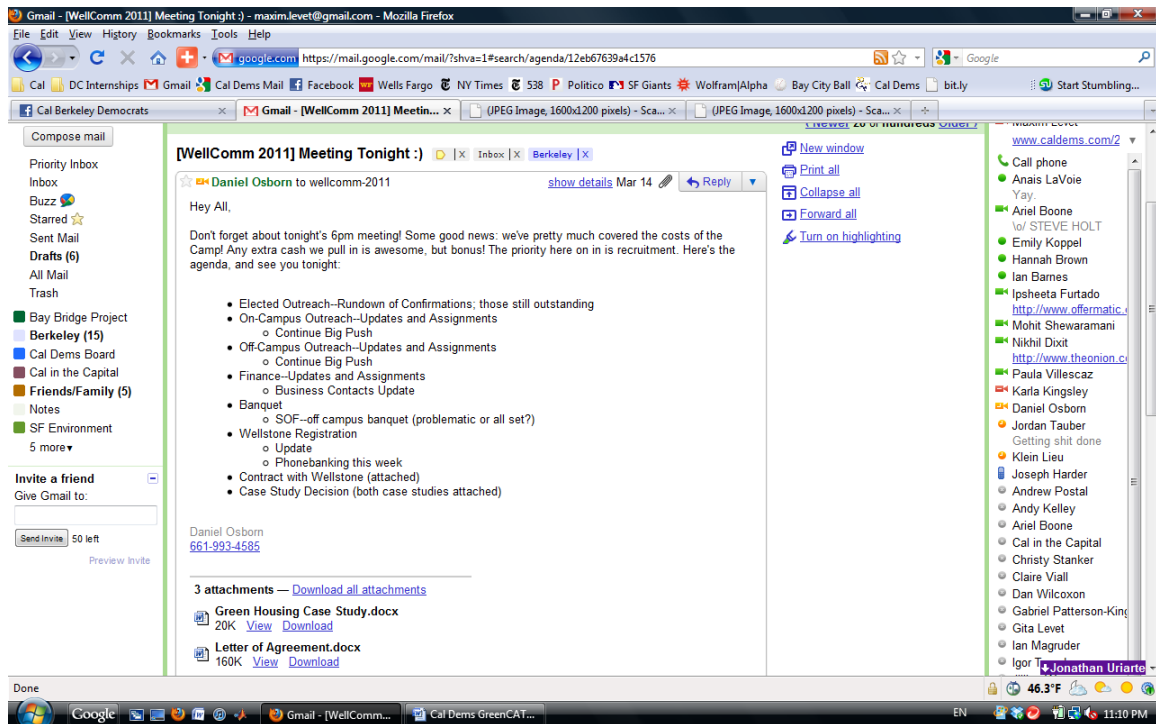 Gmail - [WellComm 2011] Meeting Tonight :) - maxim.levet@gmail.com - Mozilla Firefox
File Edit View History Bookmarks Tools Help
google.com https://mail.google.com/mail/?shva=1#search/agenda/12eb67639a4c1576
Google
Cal DC Internships Gmail Cal Dems Mail Facebook Wells Fargo NY Times 538 Politico SF Giants Wolfram|Alpha Bay City Ball Cal Dems bit.ly Start Stumbling...
Cal Berkeley Democrats
Gmail - [WellComm 2011] Meetin...
(JPEG Image, 1600x1200 pixels) - Sca...
(JPEG Image, 1600x1200 pixels) - Sca...
Compose mail
Priority Inbox
Inbox
Buzz
Starred
Sent Mail
Drafts (6)
All Mail
Trash
Bay Bridge Project
Berkeley (15)
Cal Dems Board
Cal in the Capital
Friends/Family (5)
Notes
SF Environment
5 more▾
Invite a friend
Give Gmail to:
Send Invite 50 left
Preview Invite
‹ Newer 20 of hundreds Older ›
[WellComm 2011] Meeting Tonight :) X Inbox X Berkeley X
Daniel Osborn to wellcomm-2011 show details Mar 14 Reply
Hey All,
Don't forget about tonight's 6pm meeting! Some good news: we've pretty much covered the costs of the
Camp! Any extra cash we pull in is awesome, but bonus! The priority here on in is recruitment. Here's the
agenda, and see you tonight:
• Elected Outreach--Rundown of Confirmations; those still outstanding
• On-Campus Outreach--Updates and Assignments
o Continue Big Push
• Off-Campus Outreach--Updates and Assignments
o Continue Big Push
• Finance--Updates and Assignments
o Business Contacts Update
• Banquet
o SOF--off campus banquet (problematic or all set?)
• Wellstone Registration
o Update
o Phonebanking this week
• Contract with Wellstone (attached)
• Case Study Decision (both case studies attached)
Daniel Osborn
661-993-4585
3 attachments — Download all attachments
Green Housing Case Study.docx
20K View Download
Letter of Agreement.docx
160K View Download
New window
Print all
Collapse all
Forward all
Turn on highlighting
Maxim Levet
www.caldems.com/2
Call phone
Anais LaVoie
Yay.
Ariel Boone
\o/ STEVE HOLT
Emily Koppel
Hannah Brown
Ian Barnes
Ipsheeta Furtado
http://www.offermatic.c
Mohit Shewaramani
Nikhil Dixit
http://www.theonion.c
Paula Villescaz
Karla Kingsley
Daniel Osborn
Jordan Tauber
Getting shit done
Klein Lieu
Joseph Harder
Andrew Postal
Andy Kelley
Ariel Boone
Cal in the Capital
Christy Stanker
Claire Viall
Dan Wilcoxon
Gabriel Patterson-King
Gita Levet
Ian Magruder
Igor
Jonathan Uriarte
Done
46.3°F
Google
Gmail - [WellComm...
Cal Dems GreenCAT...
EN
11:10 PM